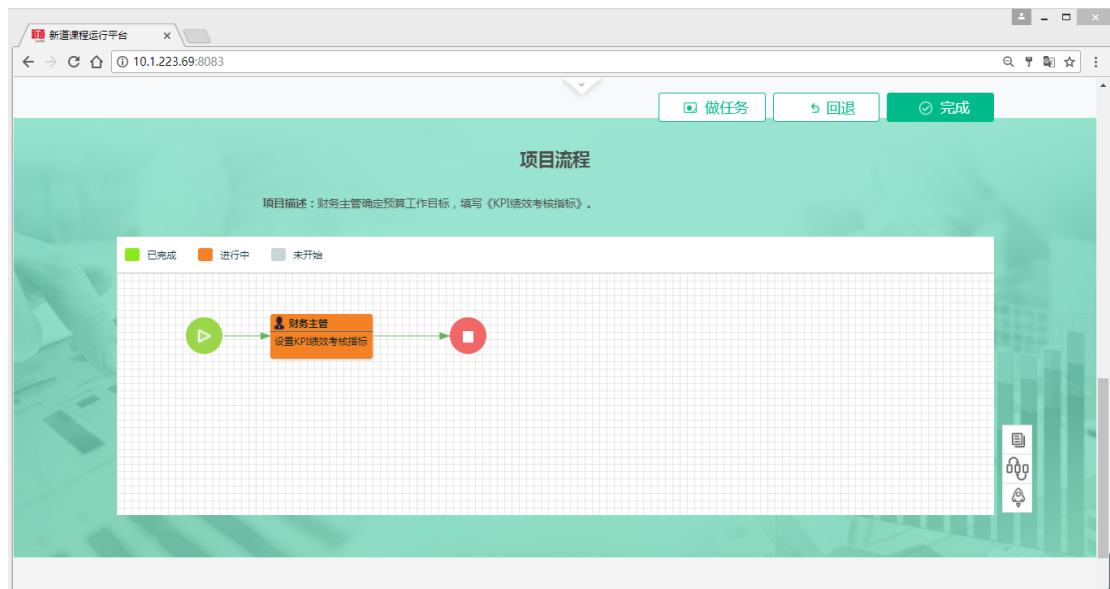 新道课程运行平台
10.1.223.69:8083
做任务
回退
完成
项目流程
项目描述：财务主管确定预算工作目标，填写《KPI绩效考核指标》。
已完成
进行中
未开始
财务主管
设置KPI绩效考核指标